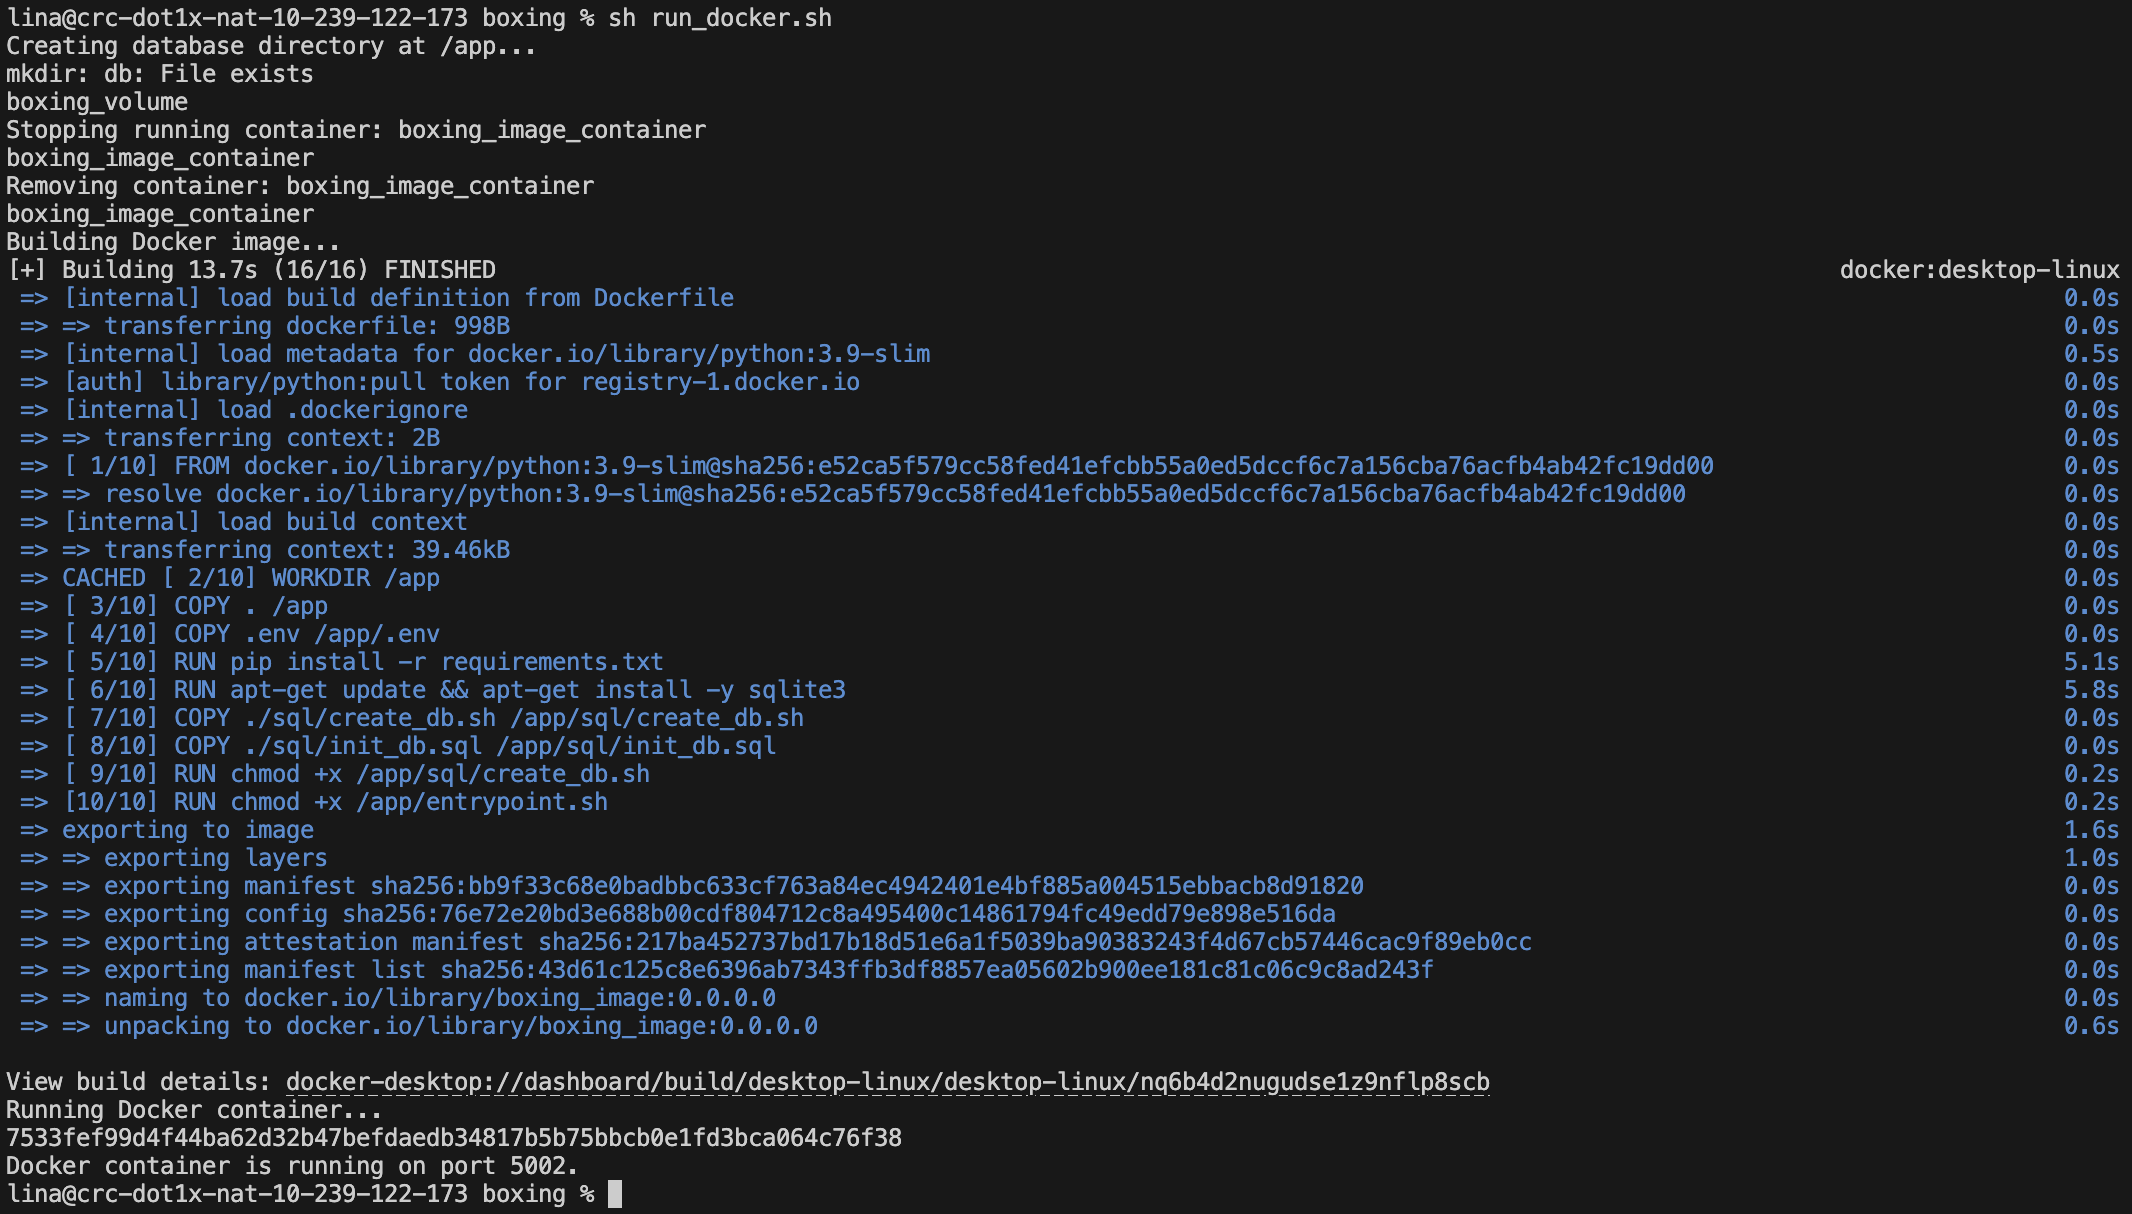 lina@crc-dot1x-nat-10-239-122-173 boxing % sh run_docker.sh
Creating database directory at /app...
mkdir: db: File exists
boxing_volume
Stopping running container: boxing_image_container
boxing_image_container
Removing container: boxing_image_container
boxing_image_container
Building Docker image...
[+] Building 13.7s (16/16) FINISHED docker:desktop-linux
=> [internal] load build definition from Dockerfile 0.0s
=> => transferring dockerfile: 998B 0.0s
=> [internal] load metadata for docker.io/library/python:3.9-slim 0.5s
=> [auth] library/python:pull token for registry-1.docker.io 0.0s
=> [internal] load .dockerignore 0.0s
=> => transferring context: 2B 0.0s
=> [ 1/10] FROM docker.io/library/python:3.9-slim@sha256:e52ca5f579cc58fed41efcbb55a0ed5dccf6c7a156cba76acfb4ab42fc19dd00 0.0s
=> => resolve docker.io/library/python:3.9-slim@sha256:e52ca5f579cc58fed41efcbb55a0ed5dccf6c7a156cba76acfb4ab42fc19dd00 0.0s
=> [internal] load build context 0.0s
=> => transferring context: 39.46kB 0.0s
=> CACHED [ 2/10] WORKDIR /app 0.0s
=> [ 3/10] COPY . /app 0.0s
=> [ 4/10] COPY .env /app/.env 0.0s
=> [ 5/10] RUN pip install -r requirements.txt 5.1s
=> [ 6/10] RUN apt-get update && apt-get install -y sqlite3 5.8s
=> [ 7/10] COPY ./sql/create_db.sh /app/sql/create_db.sh 0.0s
=> [ 8/10] COPY ./sql/init_db.sql /app/sql/init_db.sql 0.0s
=> [ 9/10] RUN chmod +x /app/sql/create_db.sh 0.2s
=> [10/10] RUN chmod +x /app/entrypoint.sh 0.2s
=> exporting to image 1.6s
=> => exporting layers 1.0s
=> => exporting manifest sha256:bb9f33c68e0badbbc633cf763a84ec4942401e4bf885a004515ebbacb8d91820 0.0s
=> => exporting config sha256:76e72e20bd3e688b00cdf804712c8a495400c14861794fc49edd79e898e516da 0.0s
=> => exporting attestation manifest sha256:217ba452737bd17b18d51e6a1f5039ba90383243f4d67cb57446cac9f89eb0cc 0.0s
=> => exporting manifest list sha256:43d61c125c8e6396ab7343ffb3df8857ea05602b900ee181c81c06c9c8ad243f 0.0s
=> => naming to docker.io/library/boxing_image:0.0.0.0 0.0s
=> => unpacking to docker.io/library/boxing_image:0.0.0.0 0.6s
View build details: docker-desktop://dashboard/build/desktop-linux/desktop-linux/nq6b4d2nugudse1z9nflp8scb
Running Docker container...
7533fef99d4f44ba62d32b47befdaedb34817b5b75bbcb0e1fd3bca064c76f38
Docker container is running on port 5002.
lina@crc-dot1x-nat-10-239-122-173 boxing %